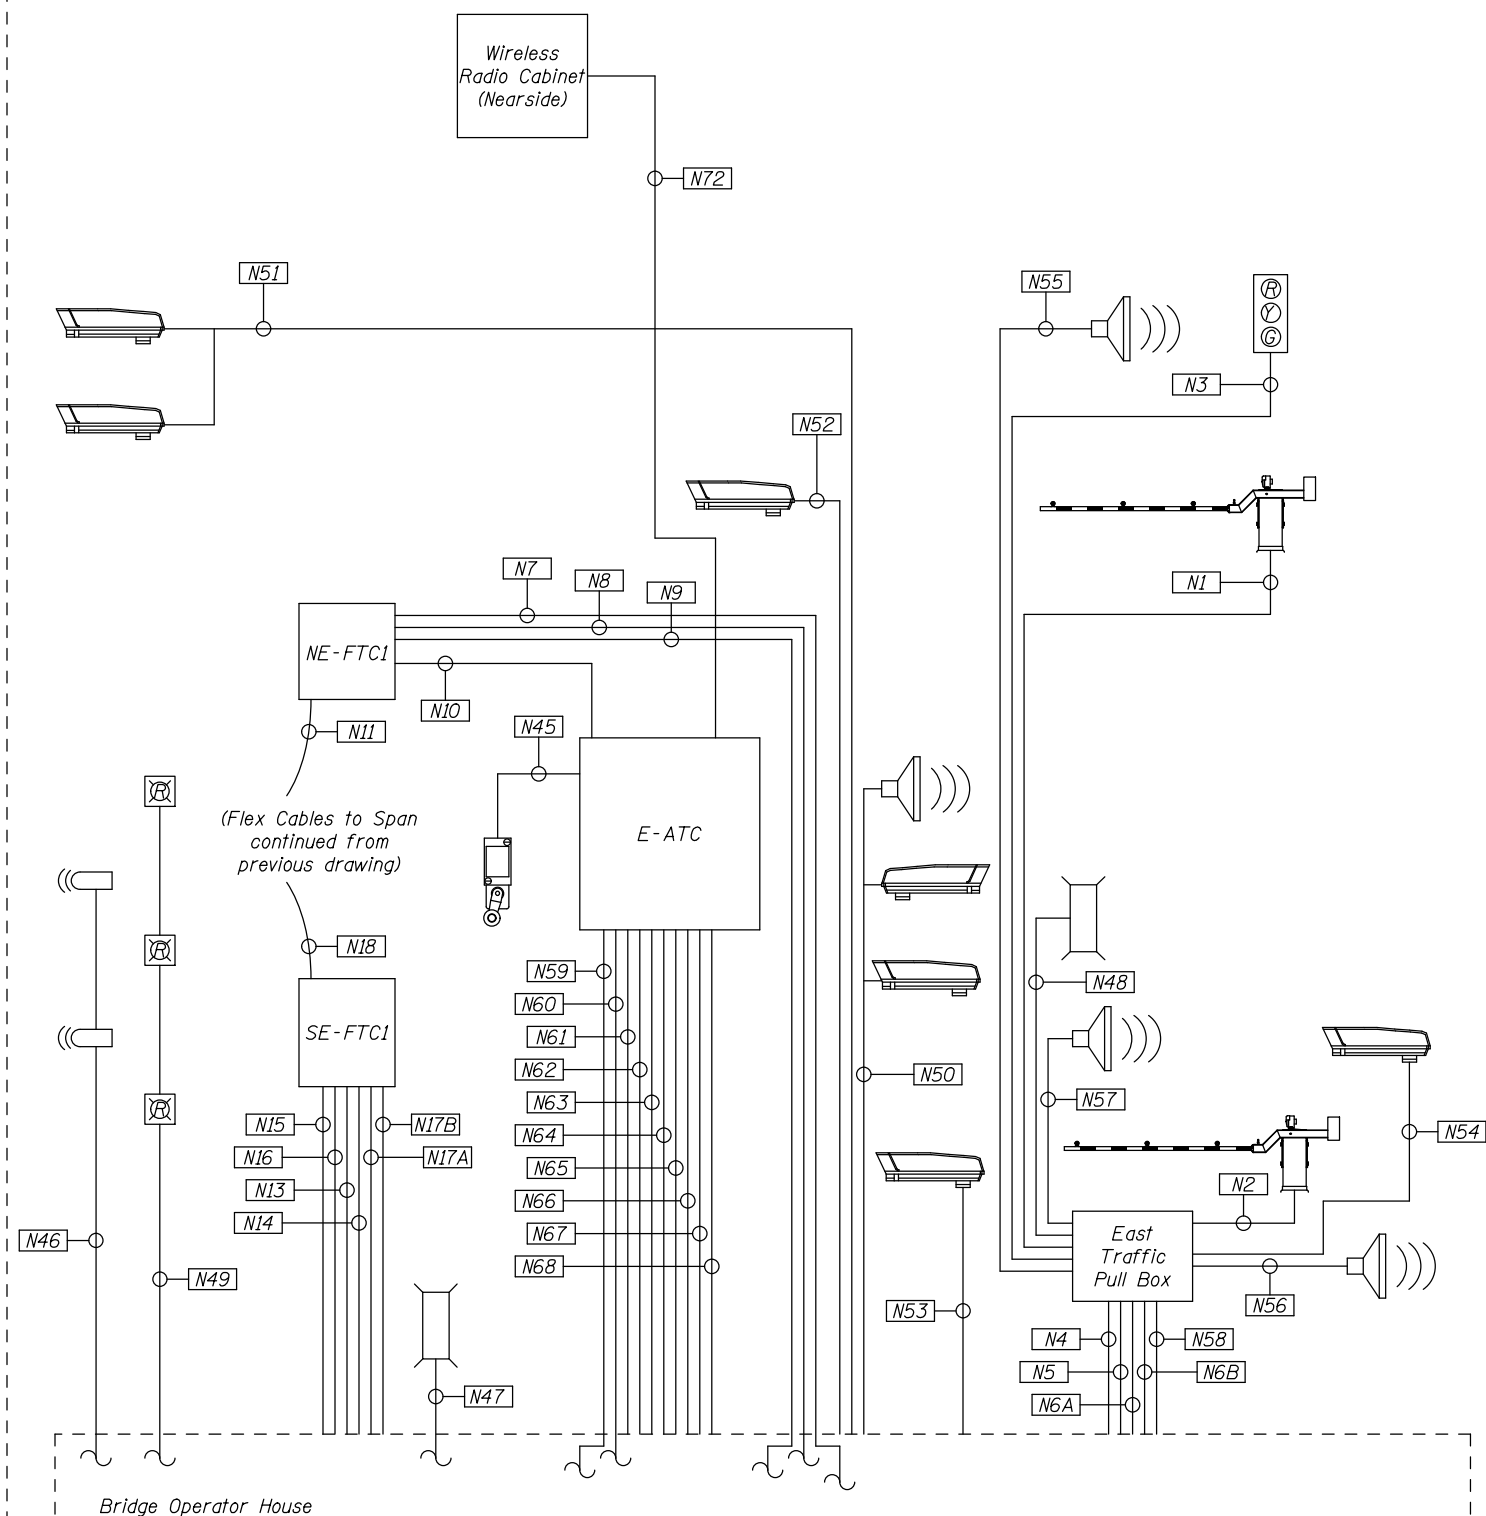 Wireless
Radio Cabinet
(Nearside)
N72
N51
N55
R
Y
G
N3
N52
N1
N7
N8
N9
NE-FTC1
N10
N11
N45
R
(Flex Cables to Span
continued from
previous drawing)
E-ATC
R
N18
N59
N48
N60
SE-FTC1
N61
N62
N50
N63
N57
R
N15
N17B
N64
N54
N16
N17A
N65
N13
N66
N2
N14
N67
N46
East
Traffic
Pull Box
N68
N49
N56
N53
N4
N58
N5
N6B
N47
N6A
Bridge Operator House